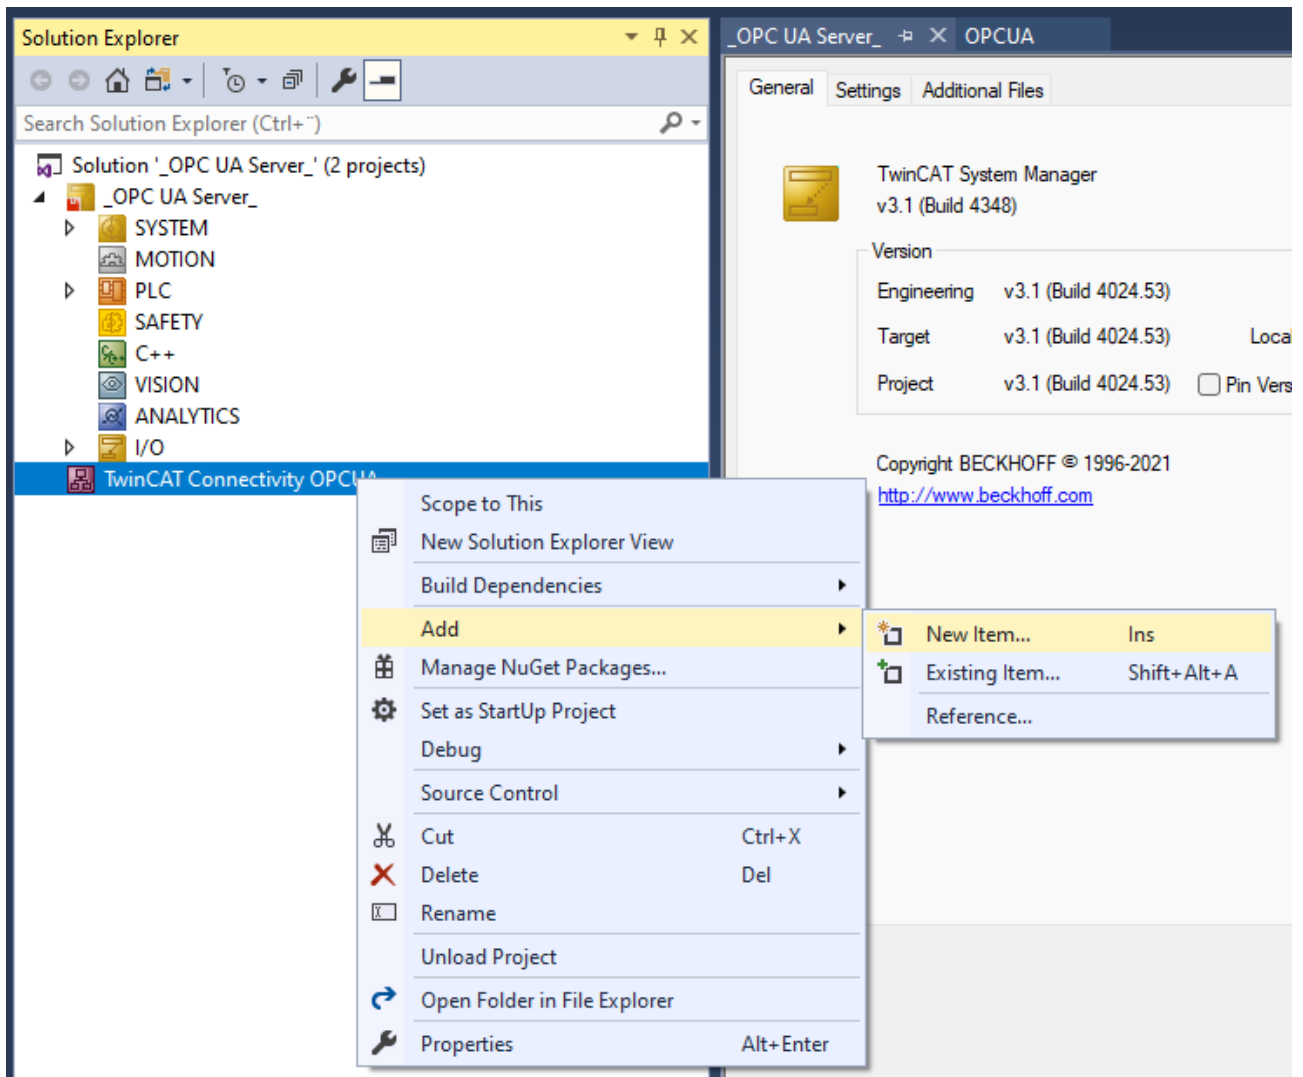 Solution Explorer
Search Solution Explorer (Ctrl+¨)
Solution '_OPC UA Server_' (2 projects)
_OPC UA Server_
SYSTEM
MOTION
PLC
SAFETY
C++
VISION
ANALYTICS
I/O
TwinCAT Connectivity OPCUA
_OPC UA Server_ OPCUA
General Settings Additional Files
TwinCAT System Manager
v3.1 (Build 4348)
Version
Engineering v3.1 (Build 4024.53)
Target v3.1 (Build 4024.53) Local
Project v3.1 (Build 4024.53) Pin Vers
Copyright BECKHOFF © 1996-2021
http://www.beckhoff.com
Scope to This
New Solution Explorer View
Build Dependencies
Add
Manage NuGet Packages...
Set as StartUp Project
Debug
Source Control
Cut Ctrl+X
Delete Del
Rename
Unload Project
Open Folder in File Explorer
Properties Alt+Enter
New Item... Ins
Existing Item... Shift+Alt+A
Reference...